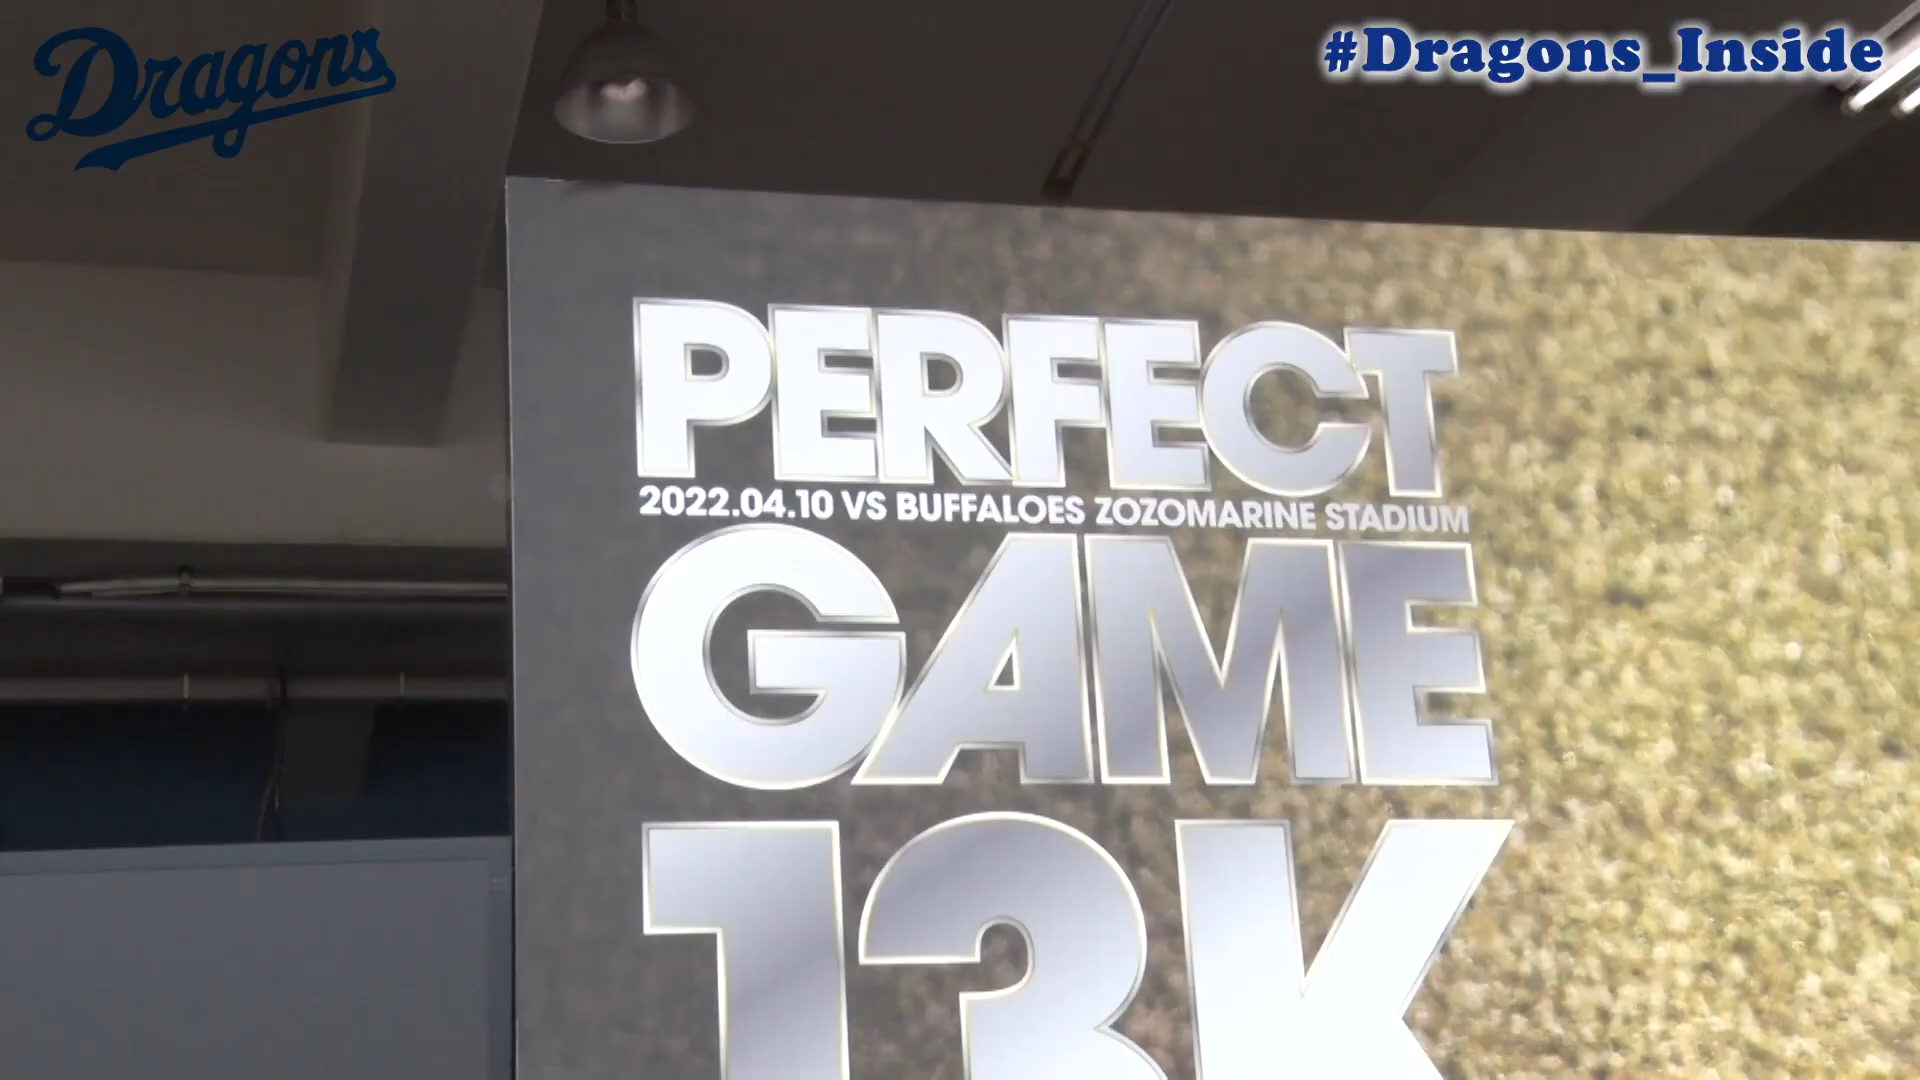 Dragons
#Dragons_Inside
PERFECT
2022.04.10 VS BUFFALOES ZOZOMARINE STADIUM
GAME
13K